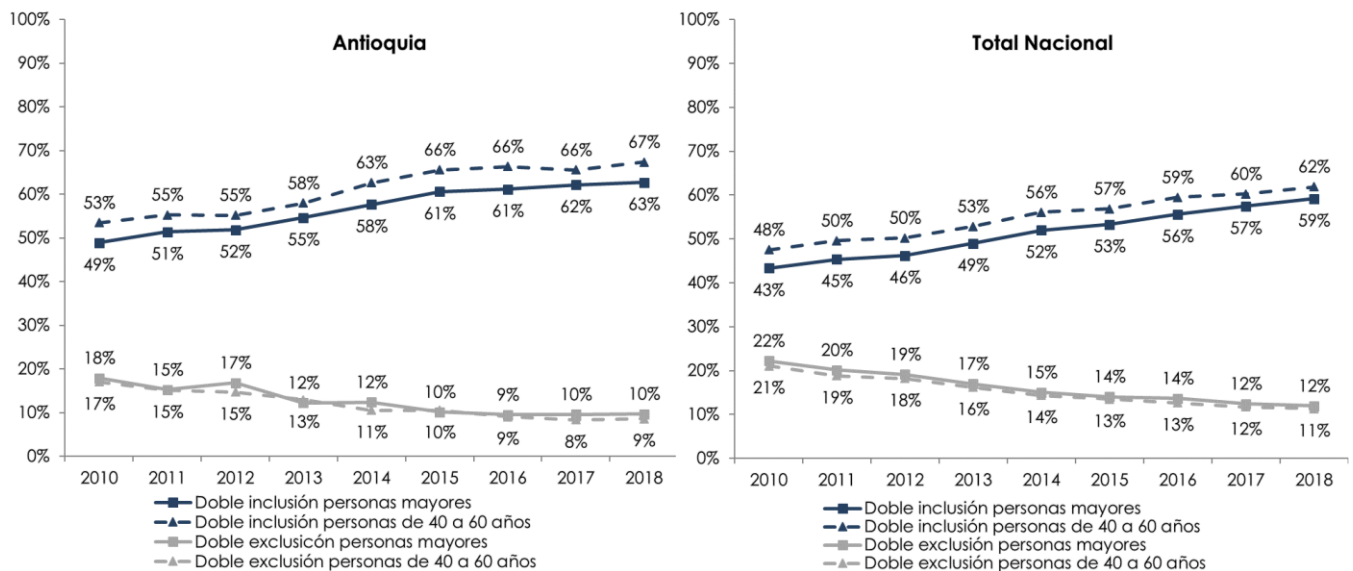 Antioquia
100%
90%
80%
70%
60%
50%
40%
30%
20%
10%
0%
53% 55% 55% 58% 63% 66% 66% 66% 67%
49% 51% 52% 55% 58% 61% 61% 62% 63%
18% 15% 17% 12% 12% 10% 9% 10% 10%
17% 15% 15% 13% 11% 10% 9% 8% 9%
2010 2011 2012 2013 2014 2015 2016 2017 2018
Doble inclusión personas mayores
Doble inclusión personas de 40 a 60 años
Doble exclusicón personas mayores
Doble exclusión personas de 40 a 60 años
Total Nacional
100%
90%
80%
70%
60%
50%
40%
30%
20%
10%
0%
48% 50% 50% 53% 56% 57% 59% 60% 62%
43% 45% 46% 49% 52% 53% 56% 57% 59%
22% 20% 19% 17% 15% 14% 14% 12% 12%
21% 19% 18% 16% 14% 13% 13% 12% 11%
2010 2011 2012 2013 2014 2015 2016 2017 2018
Doble inclusión personas mayores
Doble inclusión personas de 40 a 60 años
Doble exclusión personas mayores
Doble exclusión personas de 40 a 60 años